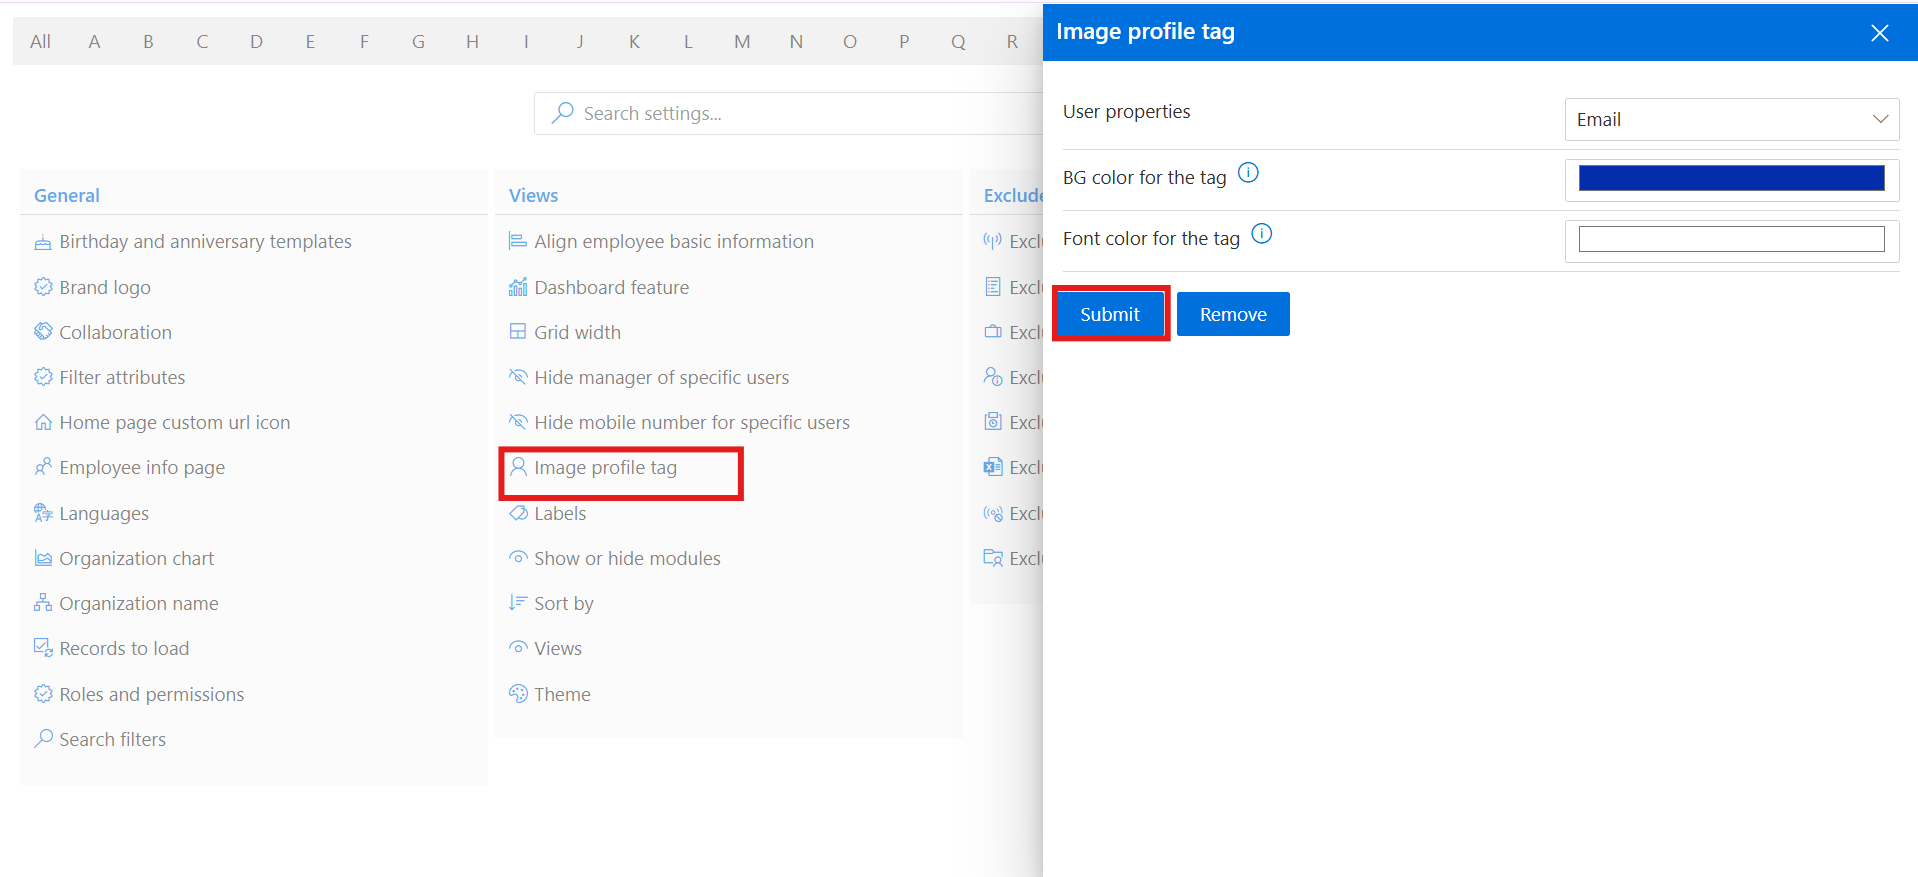 All A B C D E F G H I J K L M N O P Q R
Search settings...
General
Birthday and anniversary templates
Brand logo
Collaboration
Filter attributes
Home page custom url icon
Employee info page
Languages
Organization chart
Organization name
Records to load
Roles and permissions
Search filters
Views
Align employee basic information
Dashboard feature
Grid width
Hide manager of specific users
Hide mobile number for specific users
Image profile tag
Labels
Show or hide modules
Sort by
Views
Theme
Exclude
Excl
Excl
Excl
Excl
Excl
Excl
Excl
Excl
Image profile tag
User properties
Email
BG color for the tag
Font color for the tag
Submit Remove